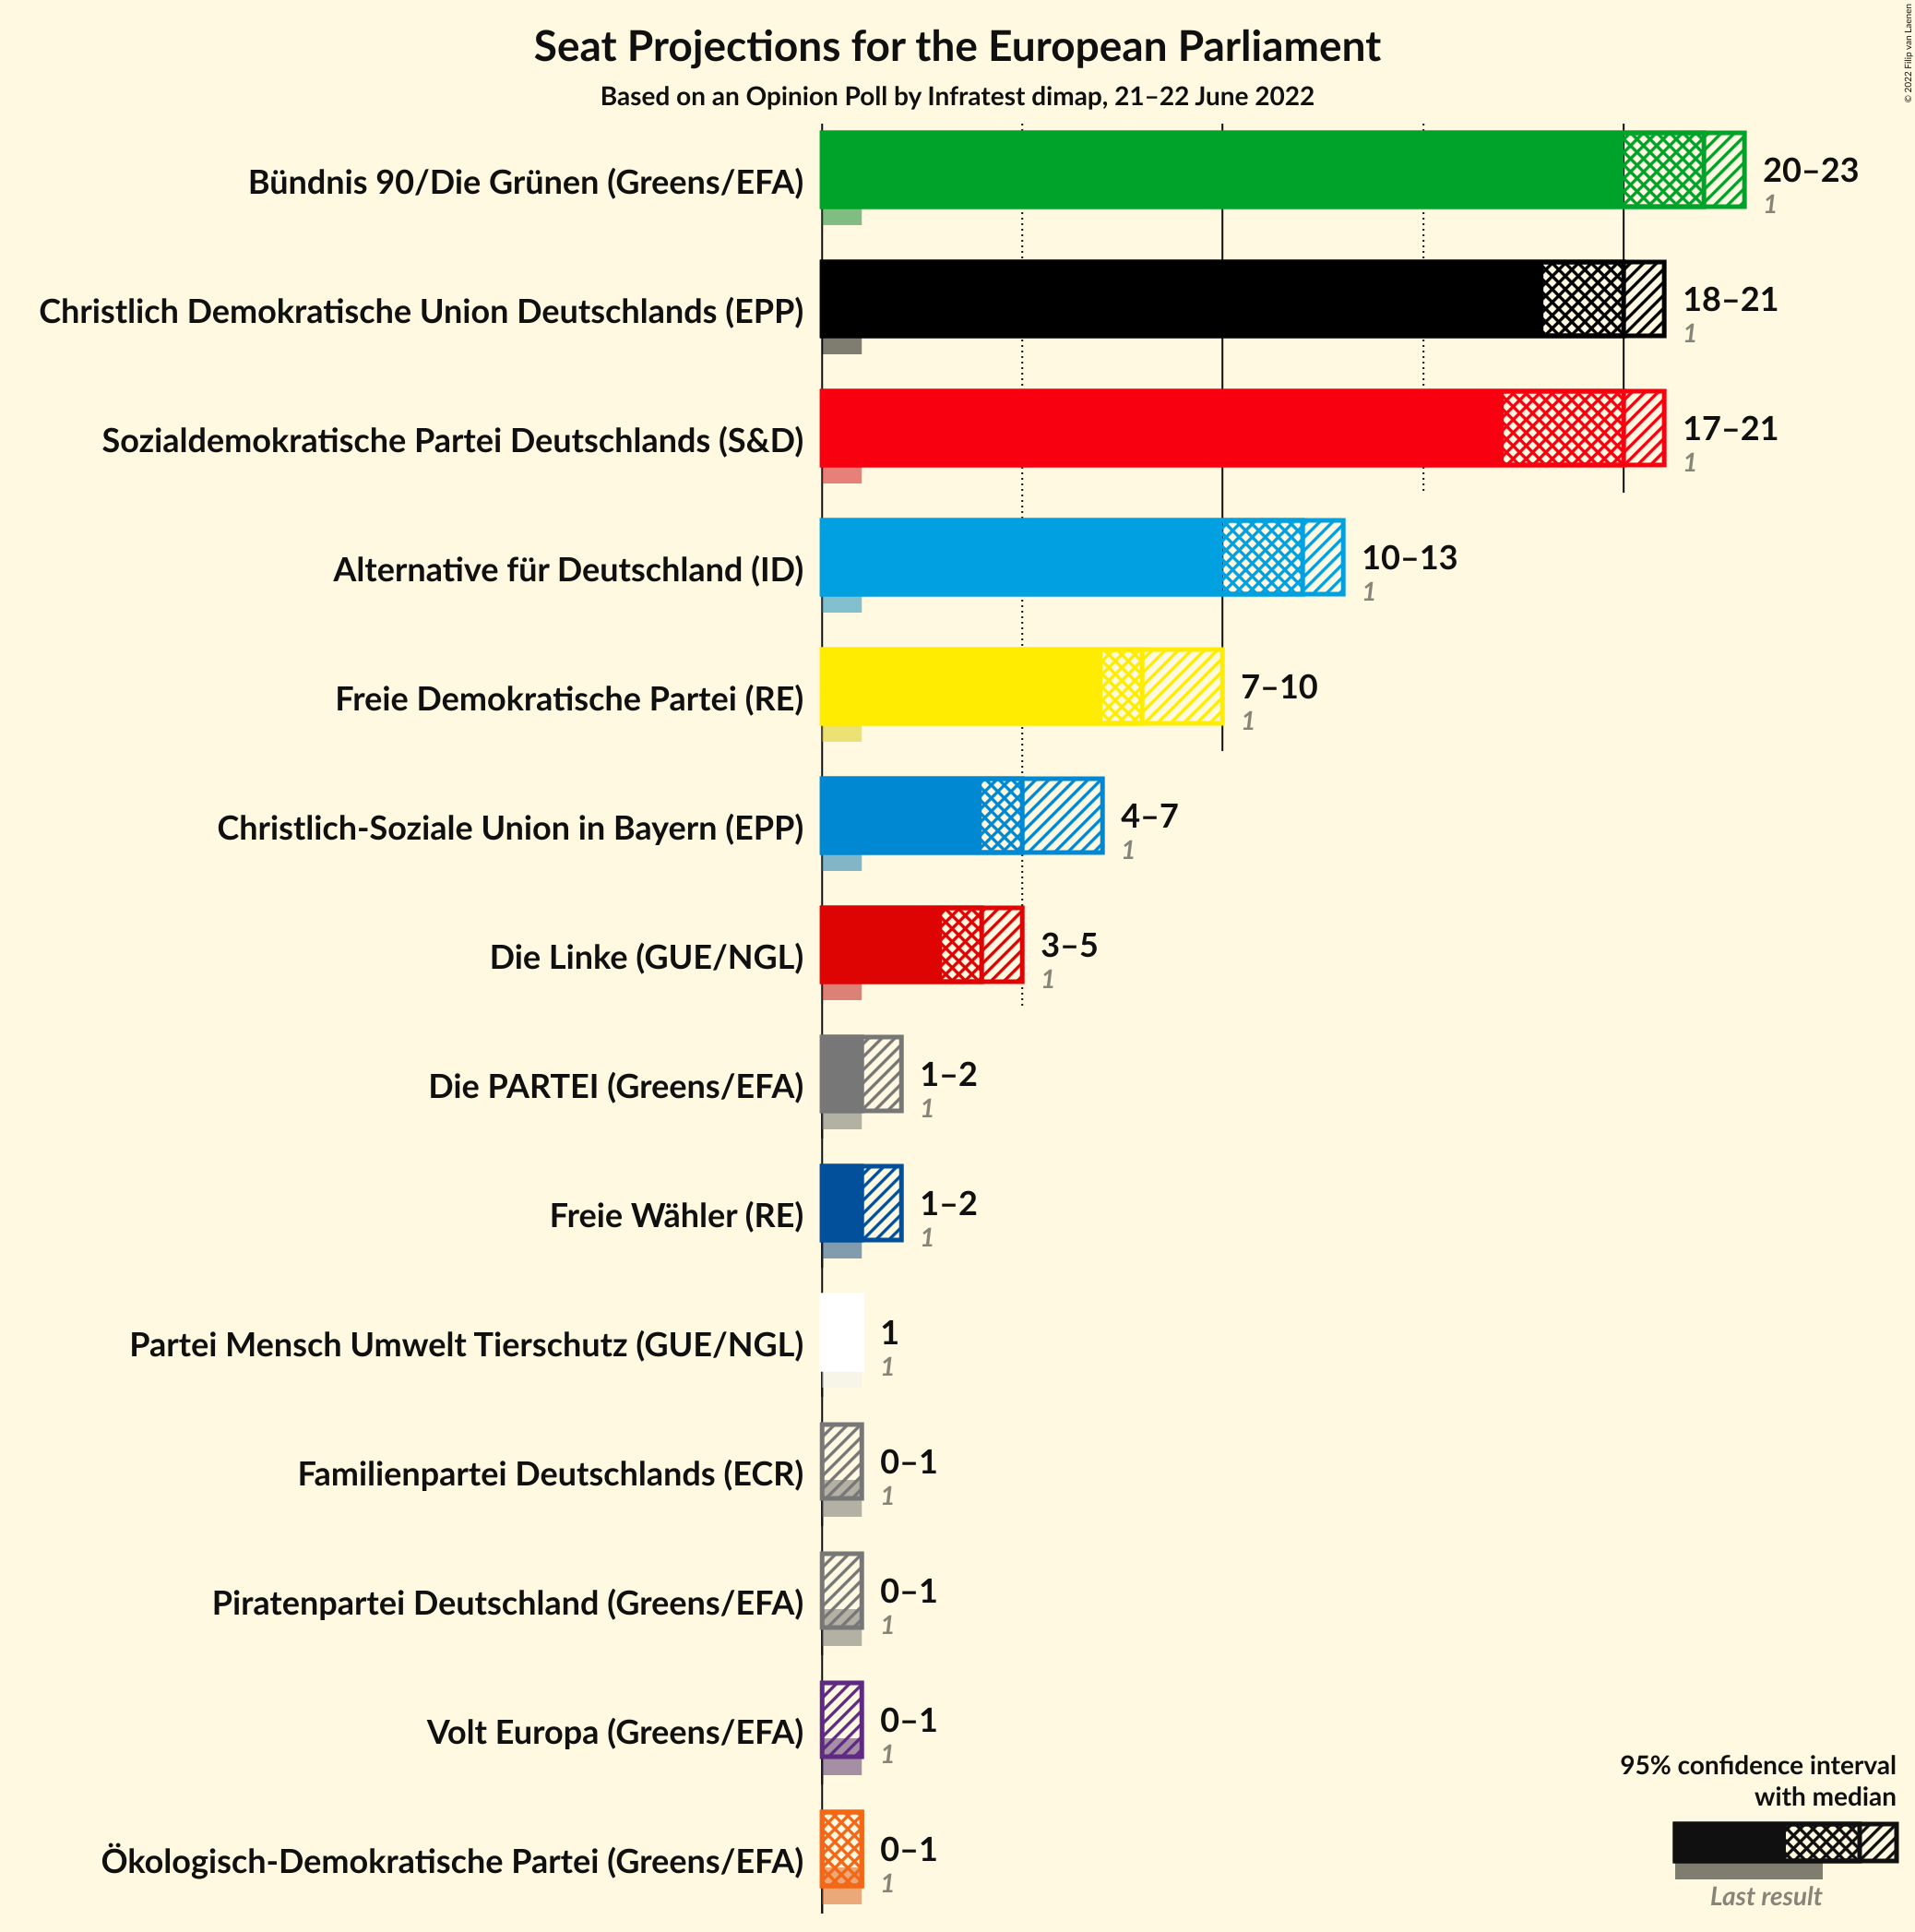 © 2022 Filip van Laenen
Seat Projections for the European Parliament
Based on an Opinion Poll by Infratest dimap, 21–22 June 2022
Bündnis 90/Die Grünen (Greens/EFA)
20–23
1
Christlich Demokratische Union Deutschlands (EPP)
18–21
1
Sozialdemokratische Partei Deutschlands (S&D)
17–21
1
Alternative für Deutschland (ID)
10–13
1
Freie Demokratische Partei (RE)
7–10
1
Christlich-Soziale Union in Bayern (EPP)
4–7
1
Die Linke (GUE/NGL)
3–5
1
Die PARTEI (Greens/EFA)
1–2
1
Freie Wähler (RE)
1–2
1
Partei Mensch Umwelt Tierschutz (GUE/NGL)
1
1
Familienpartei Deutschlands (ECR)
0–1
1
Piratenpartei Deutschland (Greens/EFA)
0–1
1
Volt Europa (Greens/EFA)
0–1
1
Ökologisch-Demokratische Partei (Greens/EFA)
0–1
1
95% confidence interval
with median
Last result